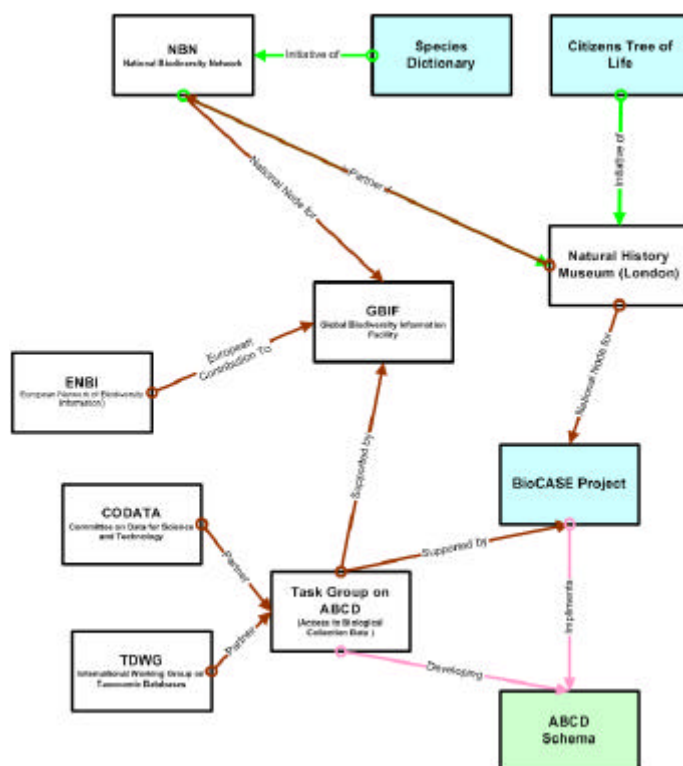 NBN
National Biodiversity Network
Initiative of
Species
Dictionary
Citizens Tree of
Life
National Node for
Partner
Initiative of
Natural History
Museum (London)
GBIF
Global Biodiversity Information
Facility
European
Contribution To
ENBI
European Network of Biodiversity
Information)
National Node for
Supported by
BioCASE Project
CODATA
Committee on Data for Science
and Technology
Partner
Supported by
Task Group on
ABCD
(Access to Biological
Collection Data )
Impliments
TDWG
International Working Group on
Taxonomic Databases
Partner
Developing
ABCD
Schema